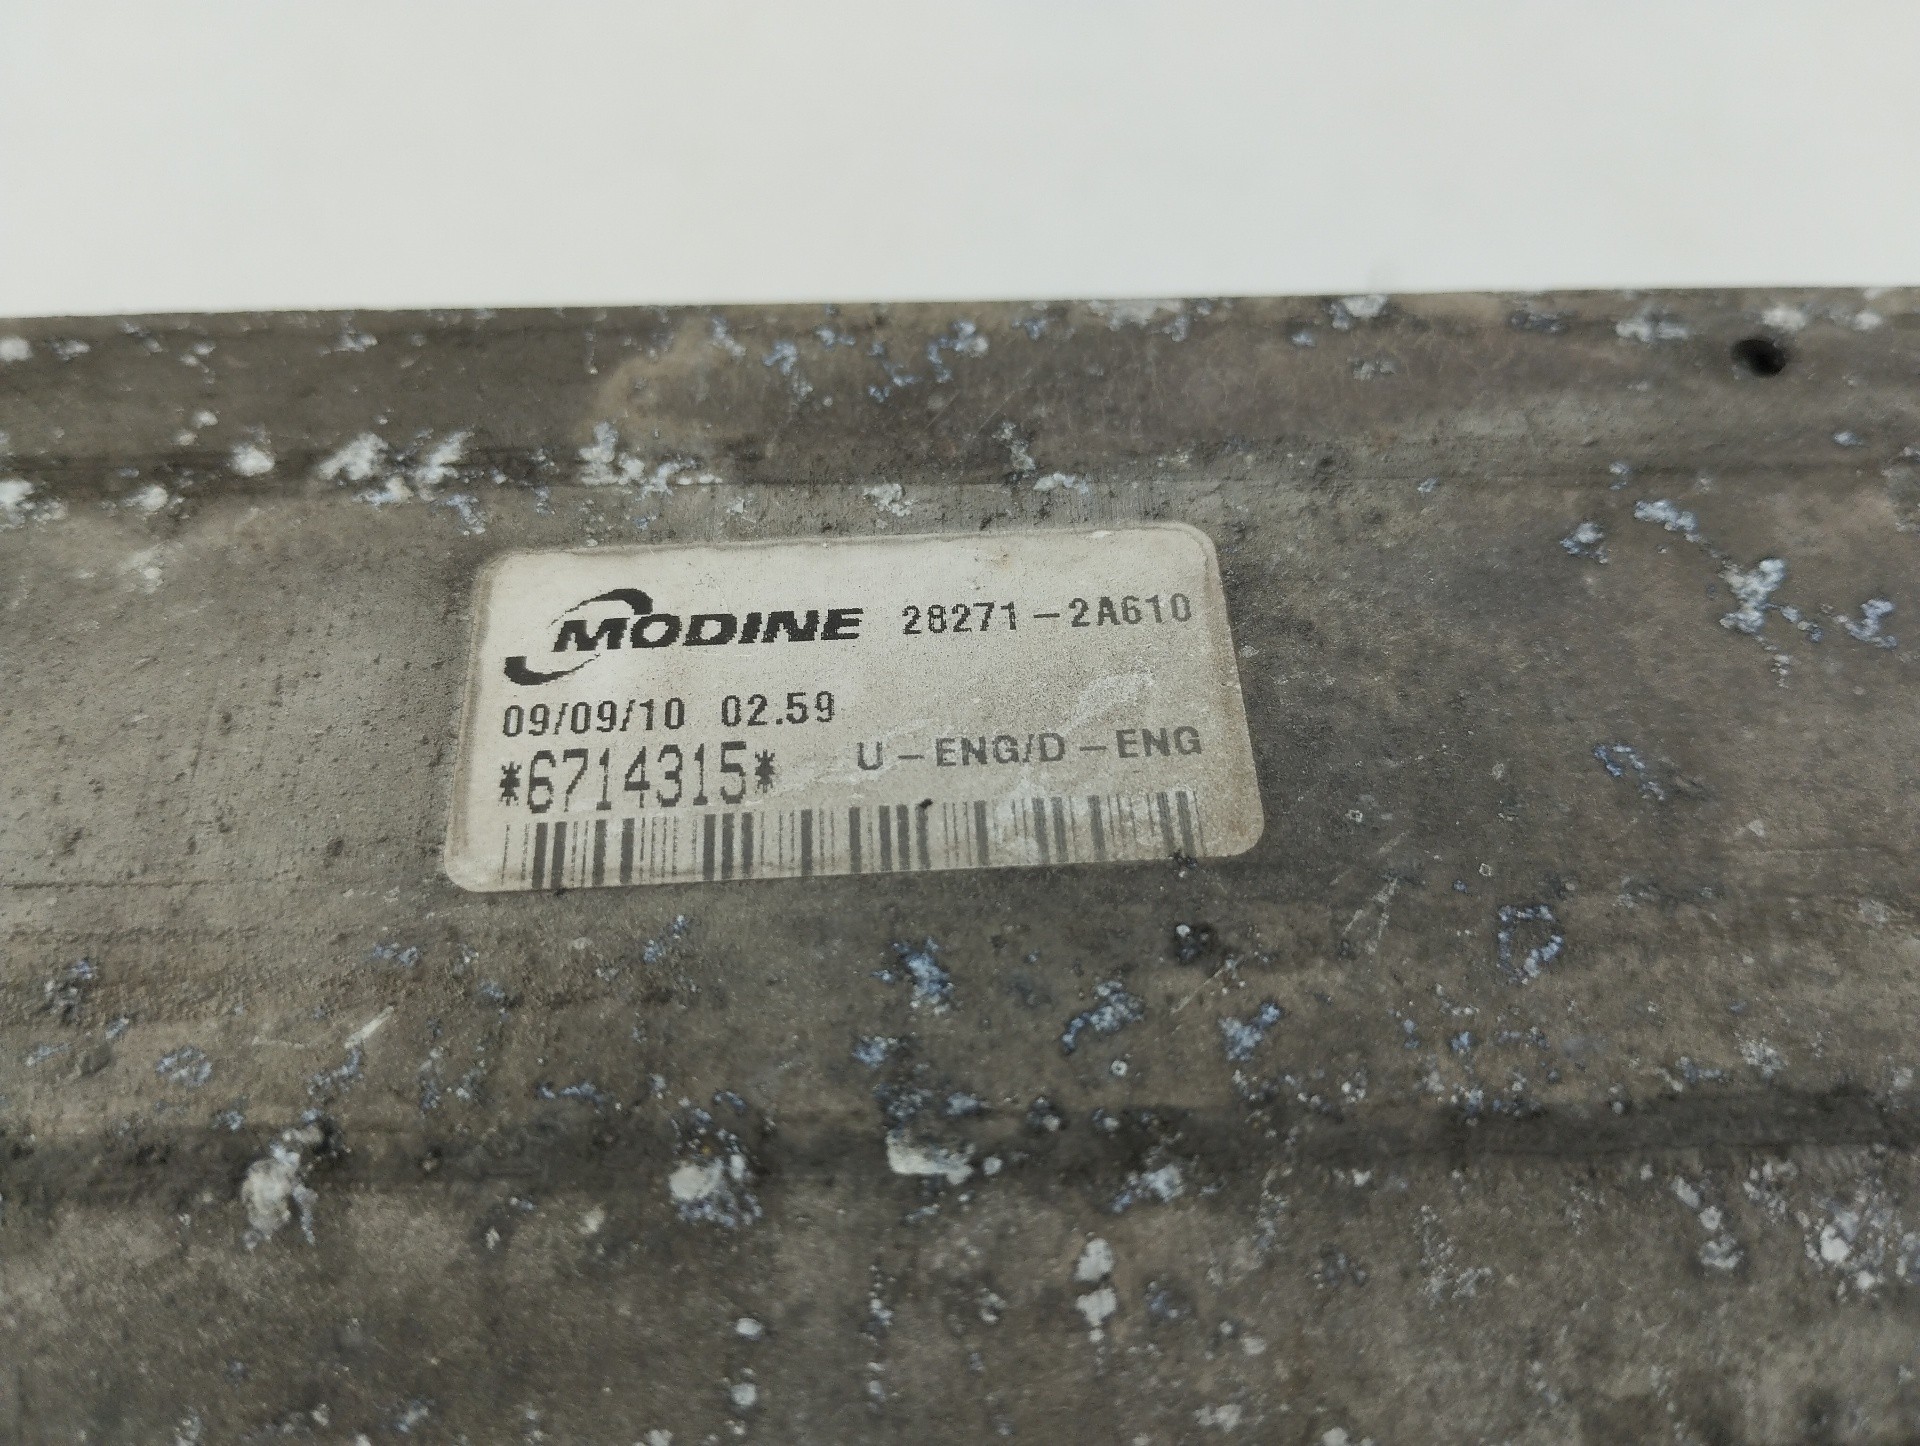 MODINE 28271-2A610
09/09/10 02.59
*6714315* U-ENG/D-ENG